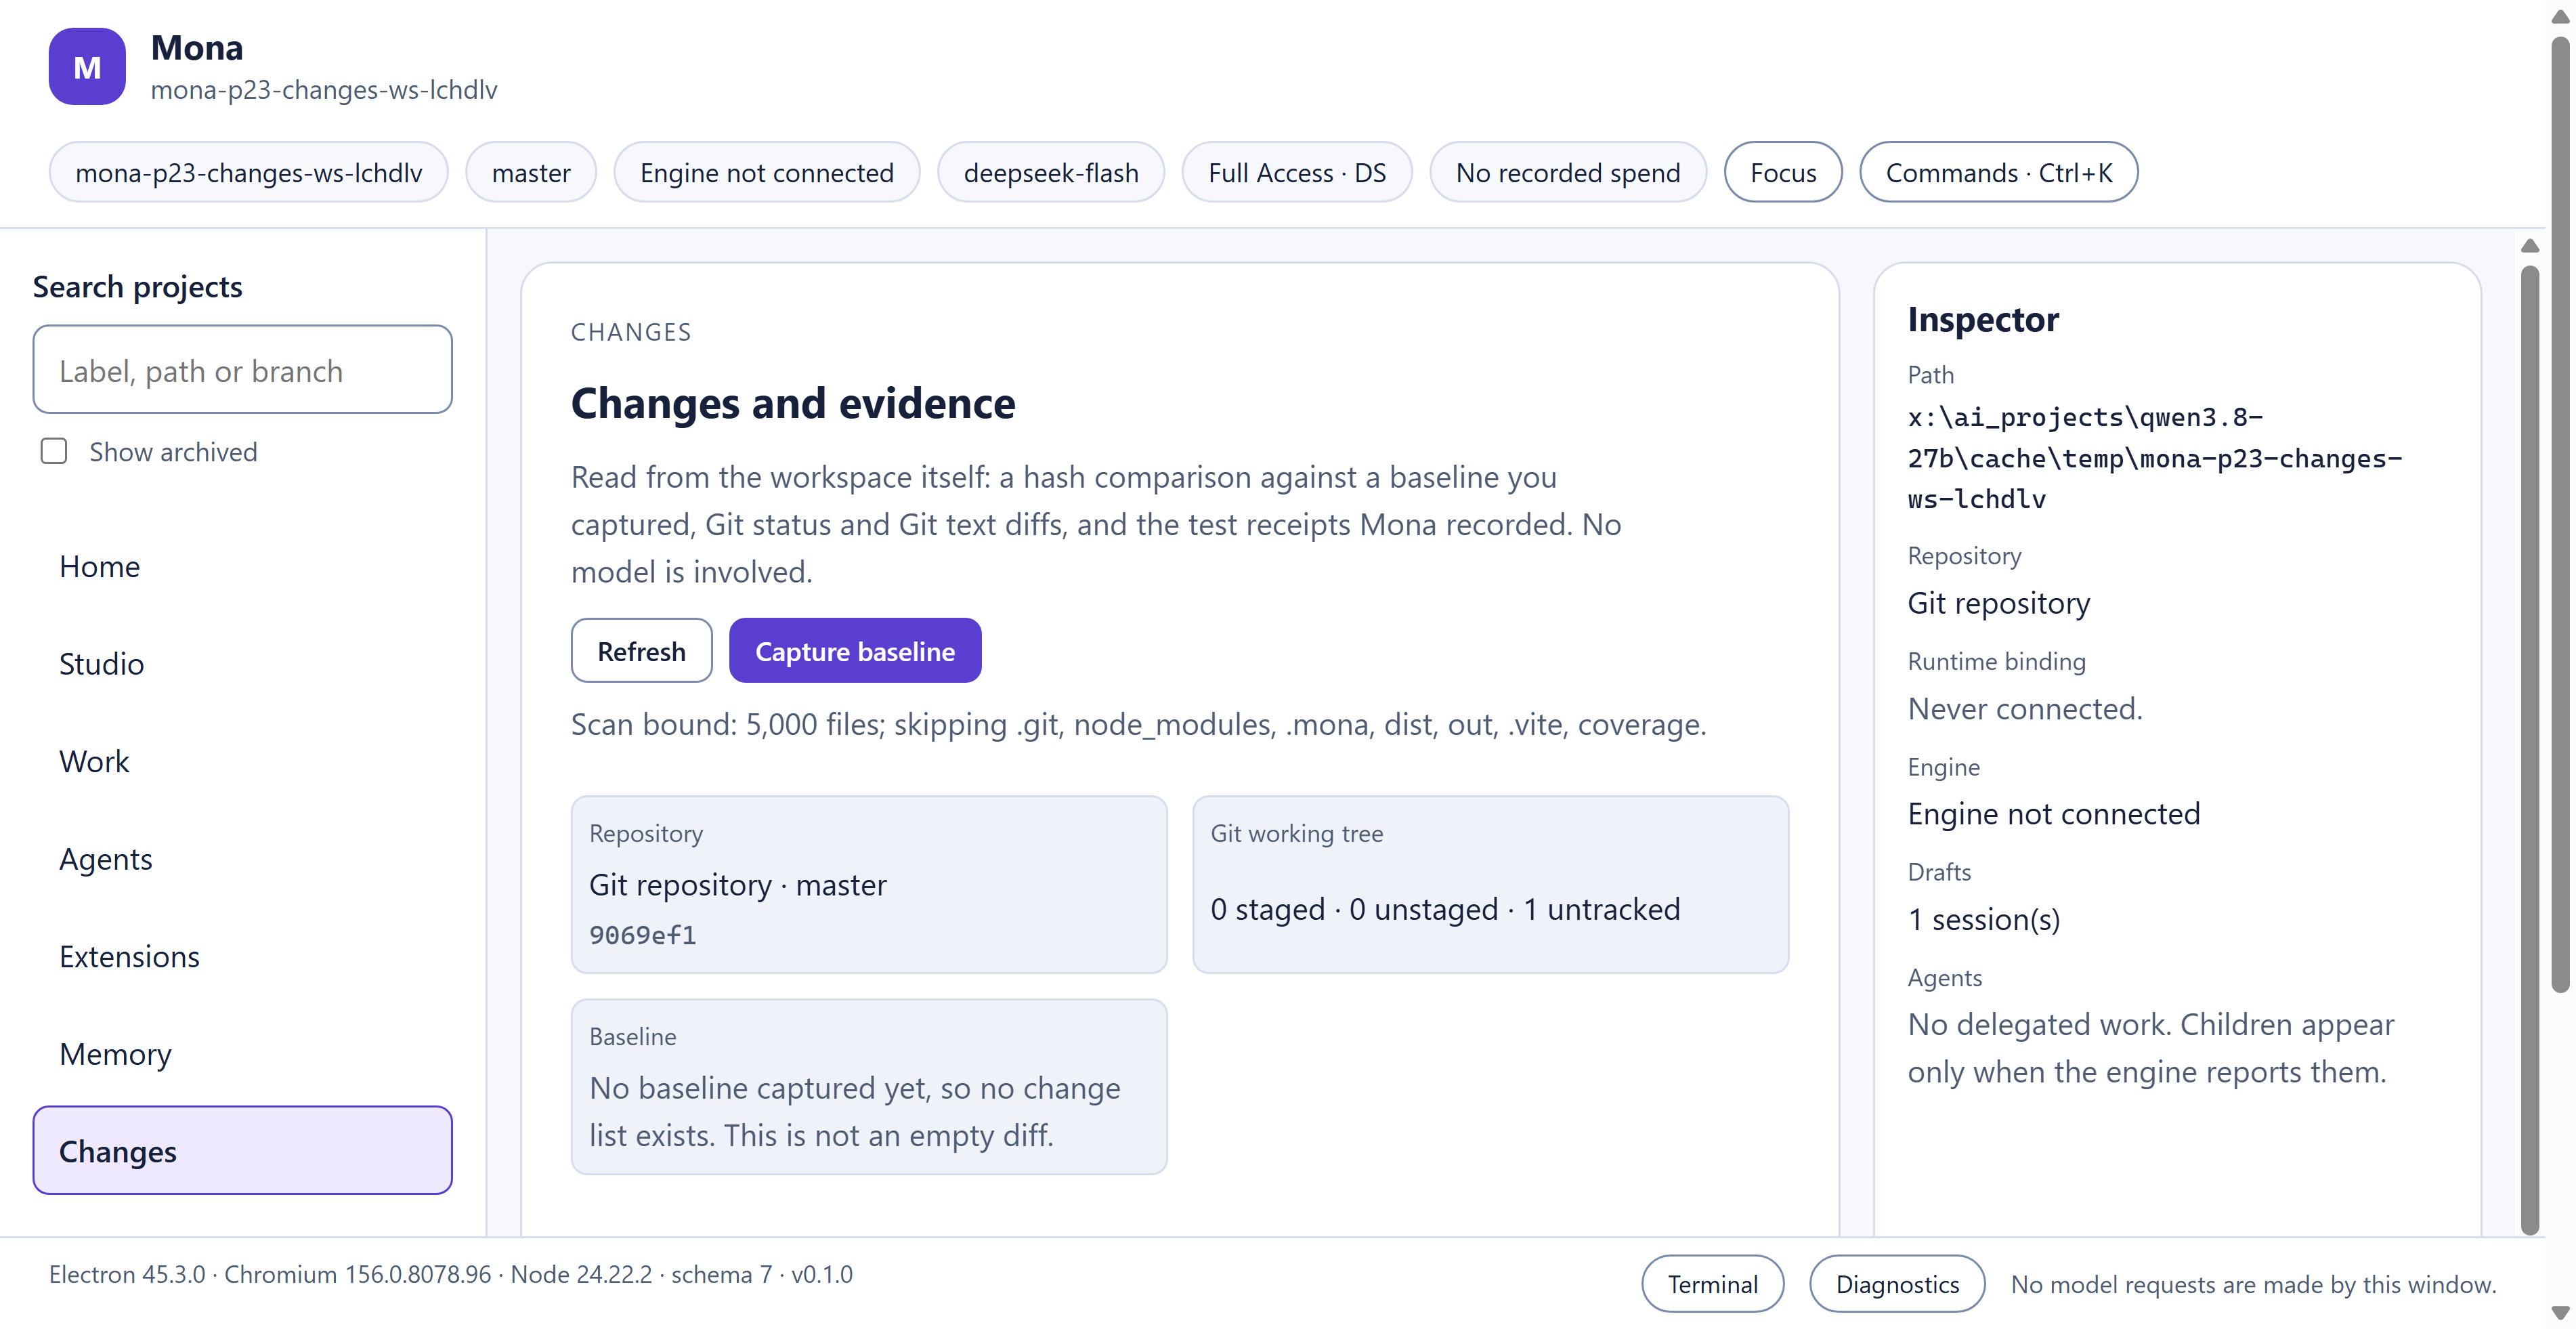 M
Mona
mona-p23-changes-ws-lchdlv
mona-p23-changes-ws-lchdlv
master
Engine not connected
deepseek-flash
Full Access · DS
No recorded spend
Focus
Commands · Ctrl+K
Search projects
Label, path or branch
Show archived
Home
Studio
Work
Agents
Extensions
Memory
Changes
CHANGES
Changes and evidence
Read from the workspace itself: a hash comparison against a baseline you
captured, Git status and Git text diffs, and the test receipts Mona recorded. No
model is involved.
Refresh
Capture baseline
Scan bound: 5,000 files; skipping .git, node_modules, .mona, dist, out, .vite, coverage.
Repository
Git repository · master
9069ef1
Git working tree
0 staged · 0 unstaged · 1 untracked
Baseline
No baseline captured yet, so no change
list exists. This is not an empty diff.
Inspector
Path
x:\ai_projects\qwen3.8-
27b\cache\temp\mona-p23-changes-
ws-lchdlv
Repository
Git repository
Runtime binding
Never connected.
Engine
Engine not connected
Drafts
1 session(s)
Agents
No delegated work. Children appear
only when the engine reports them.
Electron 45.3.0 · Chromium 156.0.8078.96 · Node 24.22.2 · schema 7 · v0.1.0
Terminal
Diagnostics
No model requests are made by this window.